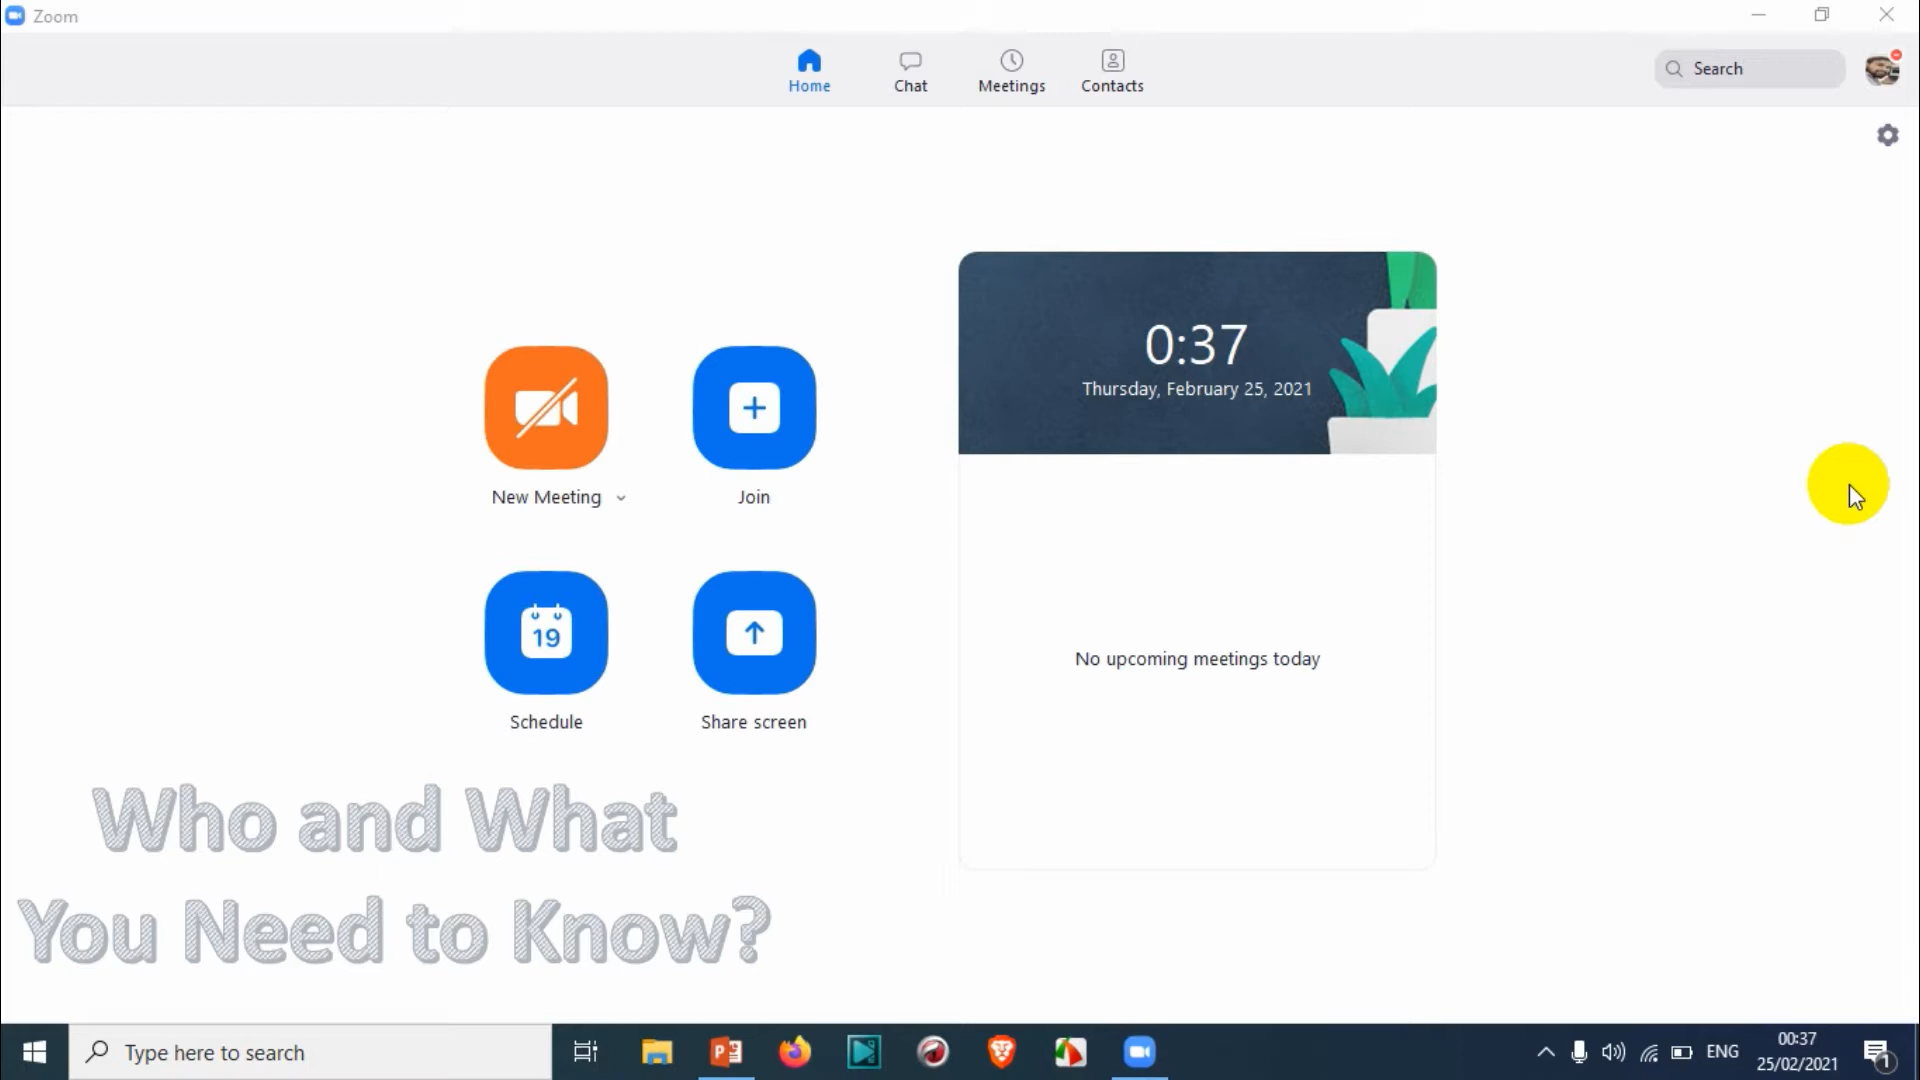 Zoom
Home
Chat
Meetings
Contacts
Search
0:37
Thursday, February 25, 2021
New Meeting
Join
19
Schedule
Share screen
No upcoming meetings today
Who and What
You Need to Know?
Type here to search
ENG
00:37
25/02/2021
1